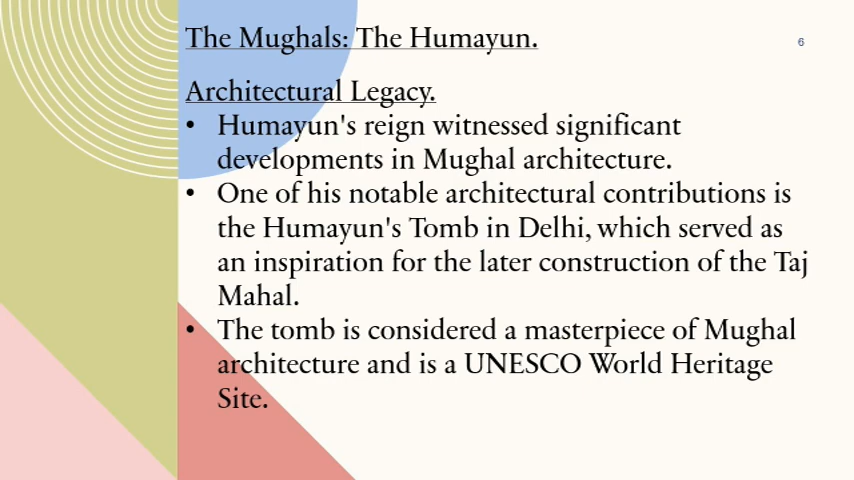 The Mughals: The Humayun.
6
Architectural Legacy.
• Humayun's reign witnessed significant
developments in Mughal architecture.
• One of his notable architectural contributions is
the Humayun's Tomb in Delhi, which served as
an inspiration for the later construction of the Taj
Mahal.
• The tomb is considered a masterpiece of Mughal
architecture and is a UNESCO World Heritage
Site.